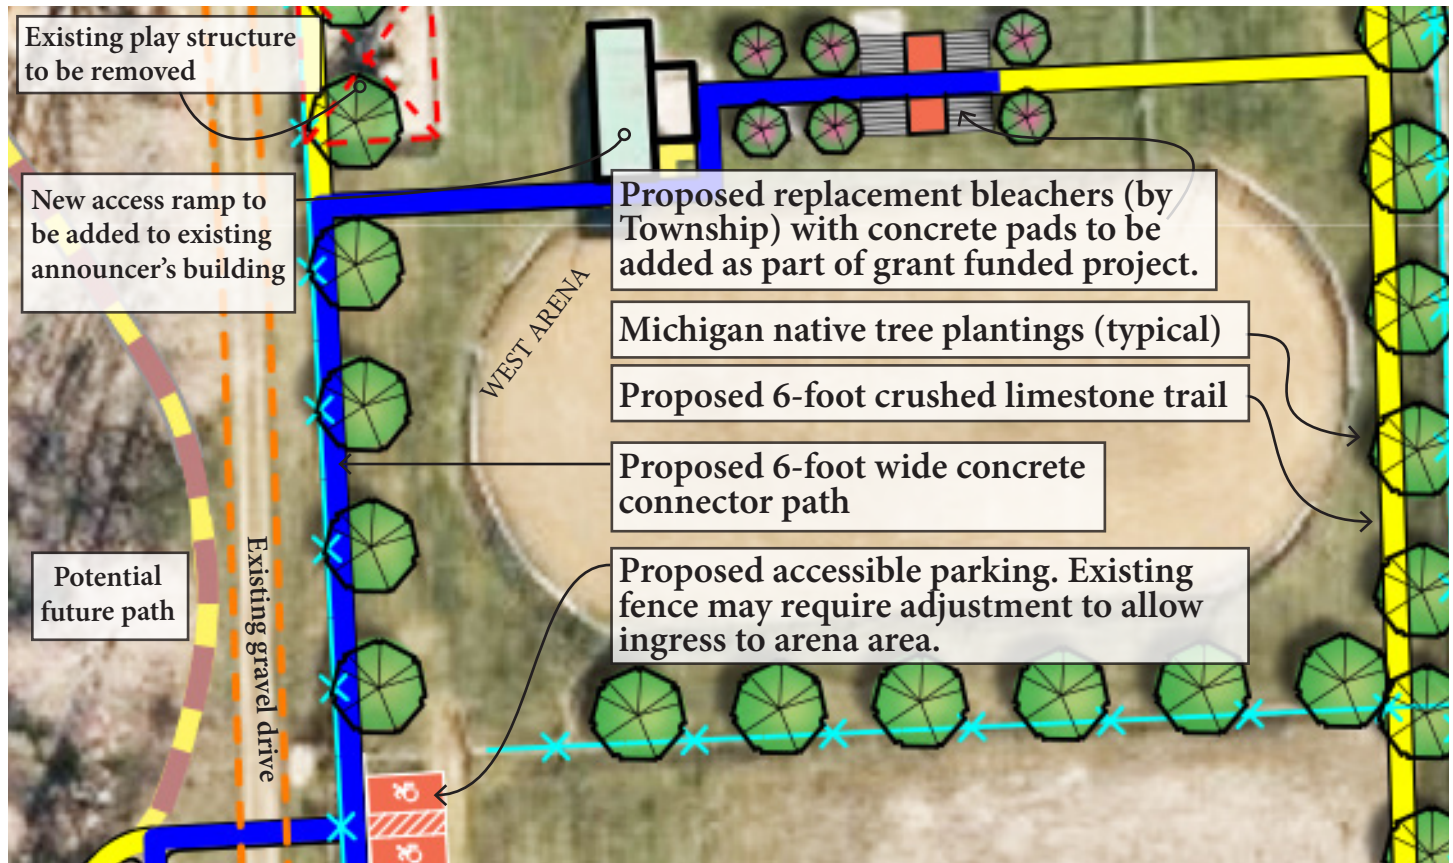 Existing play structure
to be removed
New access ramp to
be added to existing
announcer’s building
Proposed replacement bleachers (by
Township) with concrete pads to be
added as part of grant funded project.
WEST ARENA
Michigan native tree plantings (typical)
Proposed 6-foot crushed limestone trail
Proposed 6-foot wide concrete
connector path
Proposed accessible parking. Existing
fence may require adjustment to allow
ingress to arena area.
Potential
future path
Existing gravel drive